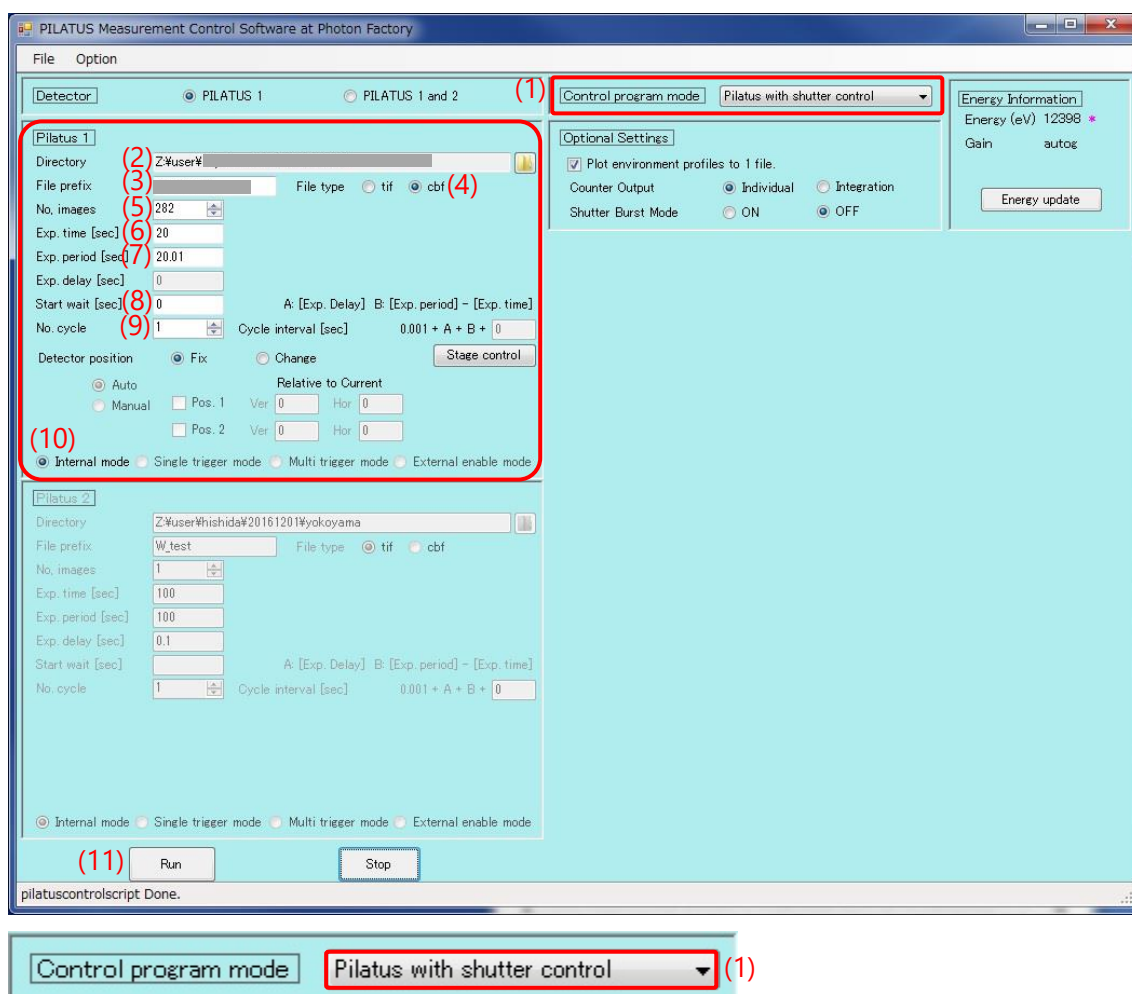 PILATUS Measurement Control Software at Photon Factory
File Option
Detector PILATUS 1 PILATUS 1 and 2
(1) Control program mode Pilatus with shutter control
Energy Information
Energy (eV) 12398 *
Gain autog
Energy update
Optional Settings
Plot environment profiles to 1 file.
Counter Output Individual Integration
Shutter Burst Mode ON OFF
Pilatus 1
Directory (2) Z:¥user¥
File prefix (3) File type tif cbf (4)
No, images (5) 282
Exp. time [sec] (6) 20
Exp. period [sec] (7) 20.01
Exp. delay [sec] 0
Start wait [sec] (8) 0 A: [Exp. Delay] B: [Exp. period] - [Exp. time]
No. cycle (9) 1 Cycle interval [sec] 0.001 + A + B + 0
Detector position Fix Change Stage control
Auto Relative to Current
Manual Pos. 1 Ver 0 Hor 0
Pos. 2 Ver 0 Hor 0
(10)
Internal mode Single trigger mode Multi trigger mode External enable mode
Pilatus 2
Directory Z:¥user¥hishida¥20161201¥yokoyama
File prefix W_test File type tif cbf
No, images 1
Exp. time [sec] 100
Exp. period [sec] 100
Exp. delay [sec] 0.1
Start wait [sec] A: [Exp. Delay] B: [Exp. period] - [Exp. time]
No. cycle 1 Cycle interval [sec] 0.001 + A + B + 0
Internal mode Single trigger mode Multi trigger mode External enable mode
(11) Run Stop
pilatuscontrolscript Done.
Control program mode Pilatus with shutter control (1)